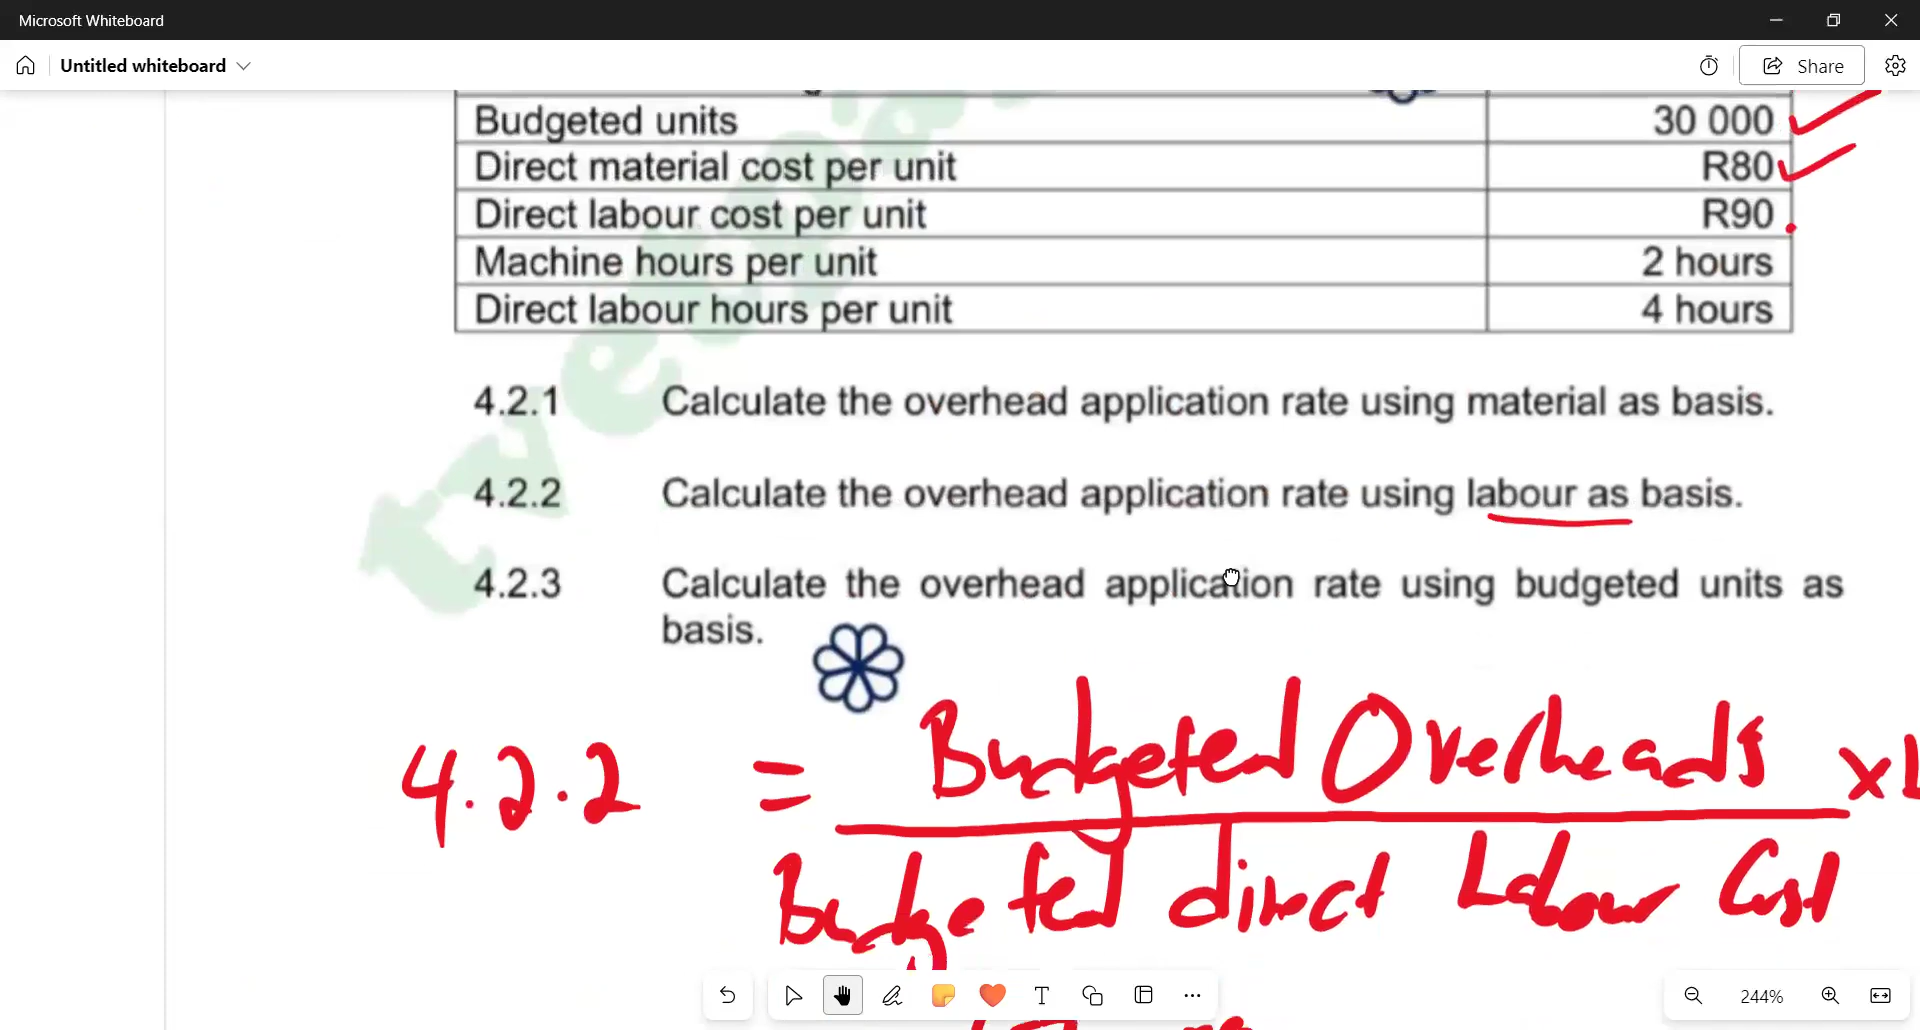 Microsoft Whiteboard
Untitled whiteboard
Share
Budgeted units 30 000
Direct material cost per unit R80
Direct labour cost per unit R90
Machine hours per unit 2 hours
Direct labour hours per unit 4 hours
4.2.1 Calculate the overhead application rate using material as basis.
4.2.2 Calculate the overhead application rate using labour as basis.
4.2.3 Calculate the overhead application rate using budgeted units as
basis.
4.2.2 = Budgeted Overheads x1
Budgeted direct Labour Cost
244%